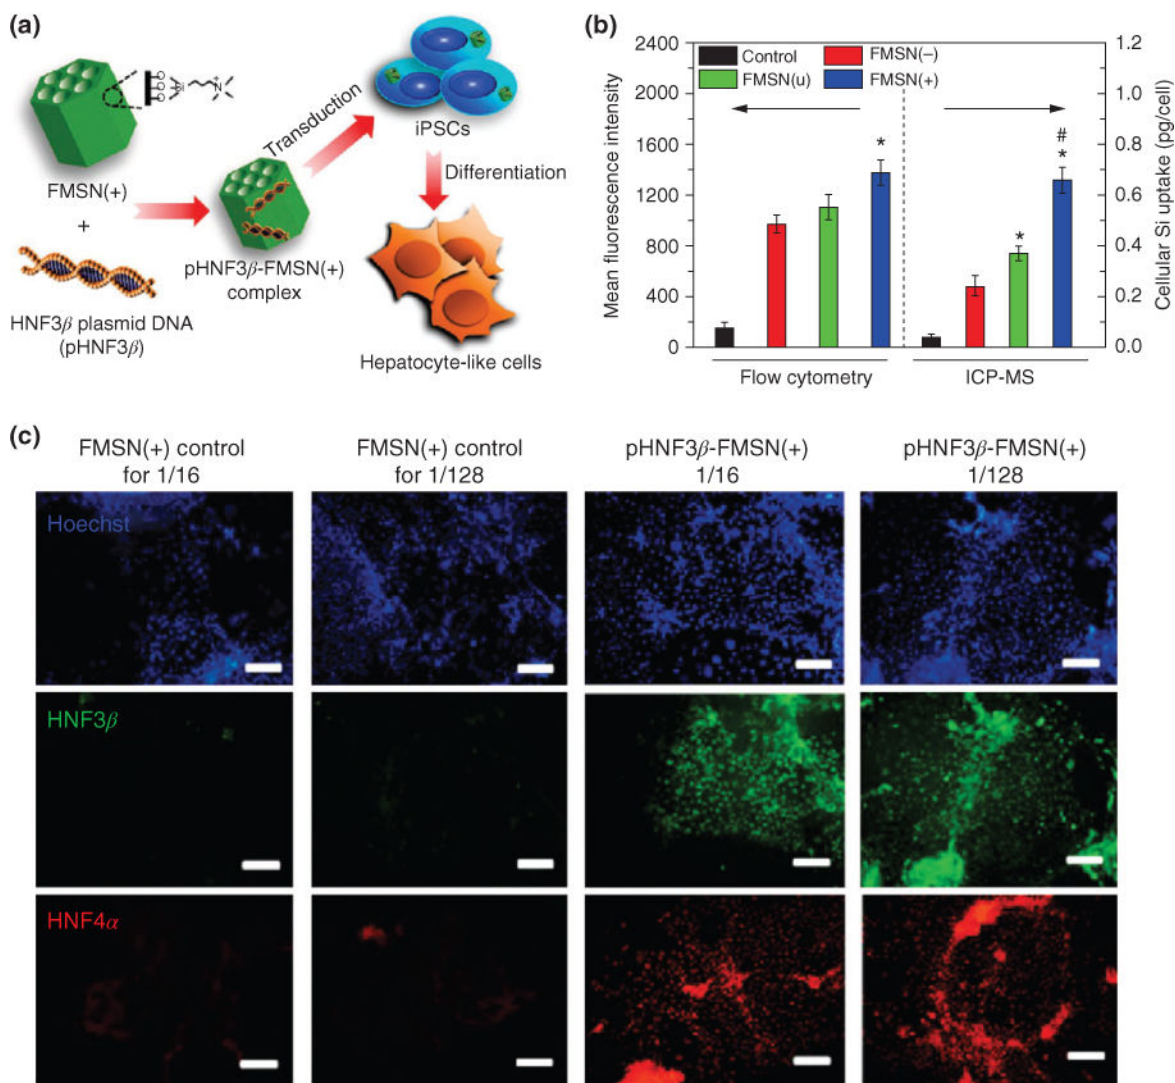 (a)
O
O
O
Si
N
+
FMSN(+)
+
HNF3β plasmid DNA
(pHNF3β)
Transduction
pHNF3β-FMSN(+)
complex
iPSCs
Differentiation
Hepatocyte-like cells
(b)
Mean fluorescence intensity
2400
2000
1600
1200
800
400
0
Control
FMSN(u)
FMSN(−)
FMSN(+)
*
*
#
*
Flow cytometry
ICP-MS
1.2
1.0
0.8
0.6
0.4
0.2
0.0
Cellular Si uptake (pg/cell)
(c)
FMSN(+) control
for 1/16
FMSN(+) control
for 1/128
pHNF3β-FMSN(+)
1/16
pHNF3β-FMSN(+)
1/128
Hoechst
HNF3β
HNF4α